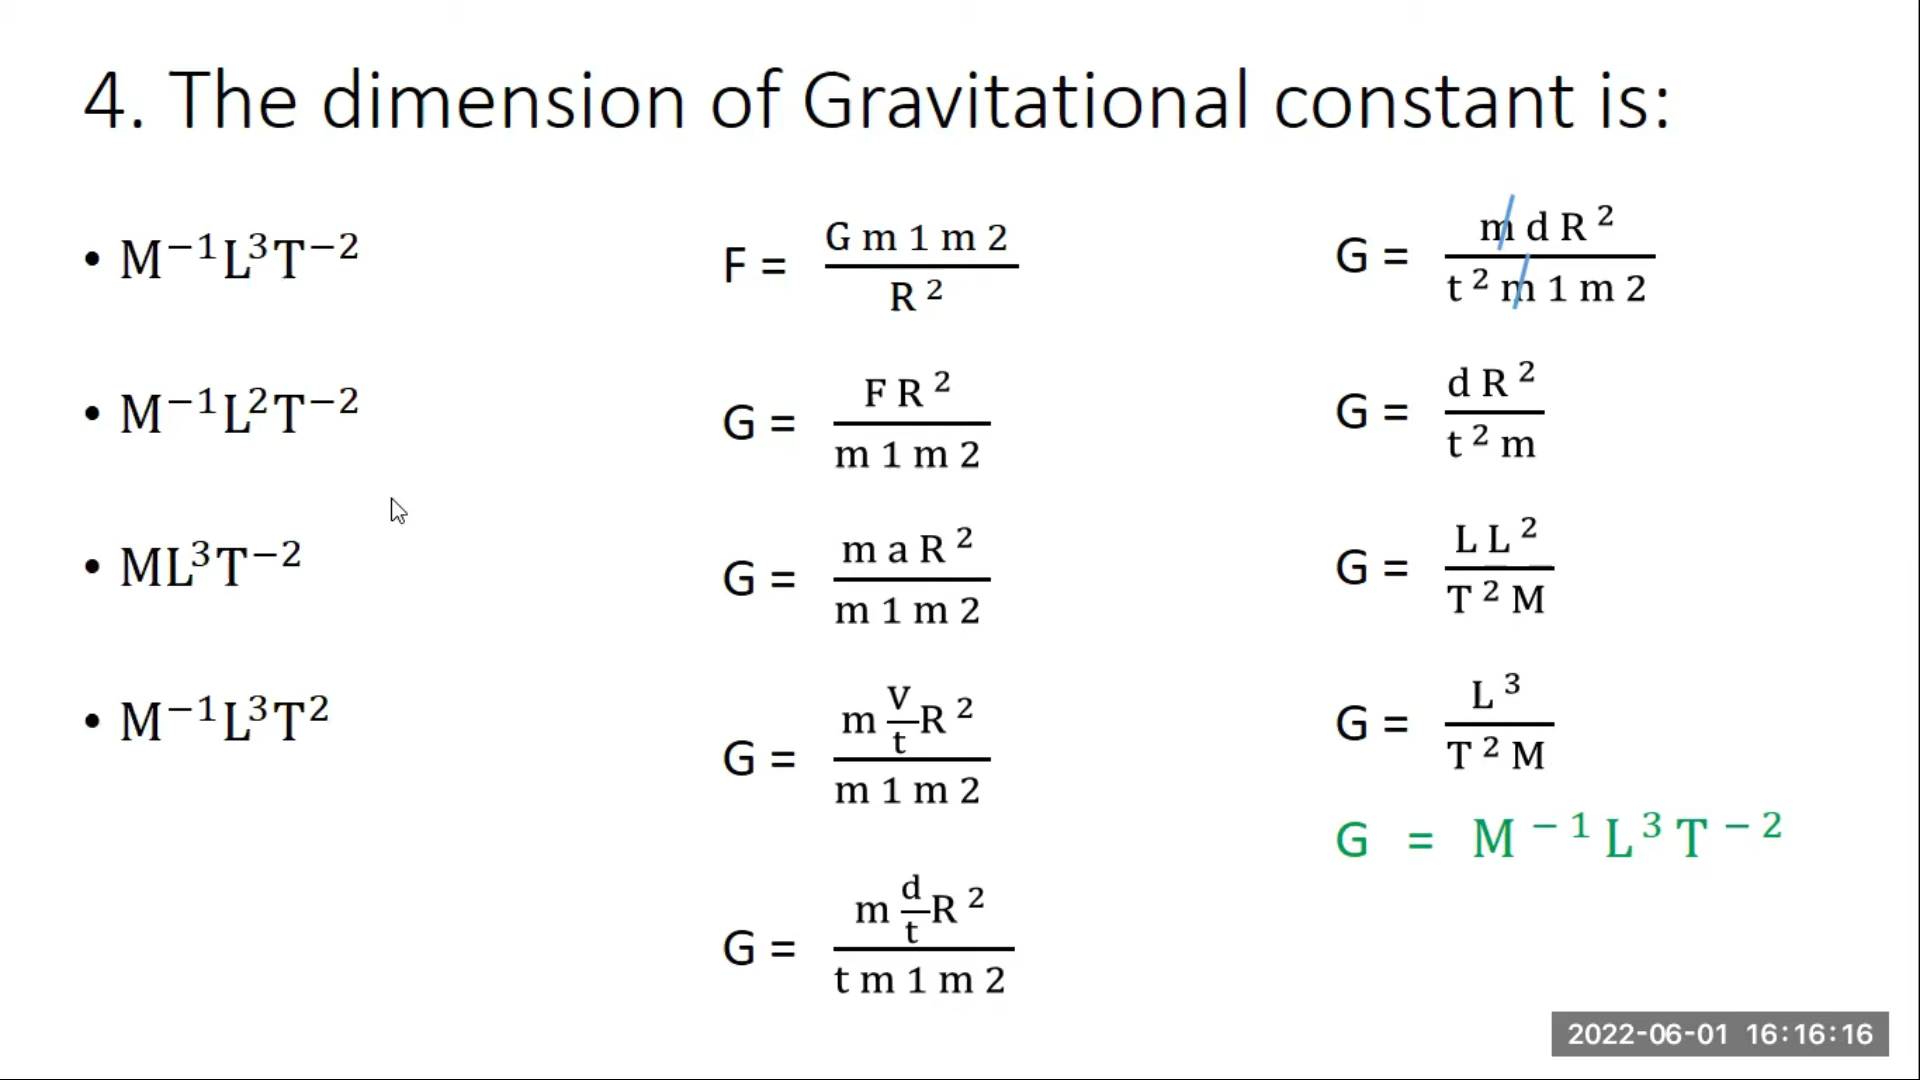 4. The dimension of Gravitational constant is:
• M⁻¹L³T⁻²
• M⁻¹L²T⁻²
• ML³T⁻²
• M⁻¹L³T²
F = G m 1 m 2 / R ²
G = F R ² / m 1 m 2
G = m a R ² / m 1 m 2
G = m v/t R ² / m 1 m 2
G = m d/t R ² / t m 1 m 2
G = m d R ² / t ² m 1 m 2
G = d R ² / t ² m
G = L L ² / T ² M
G = L ³ / T ² M
G = M ⁻ ¹ L ³ T ⁻ ²
2022-06-01 16:16:16